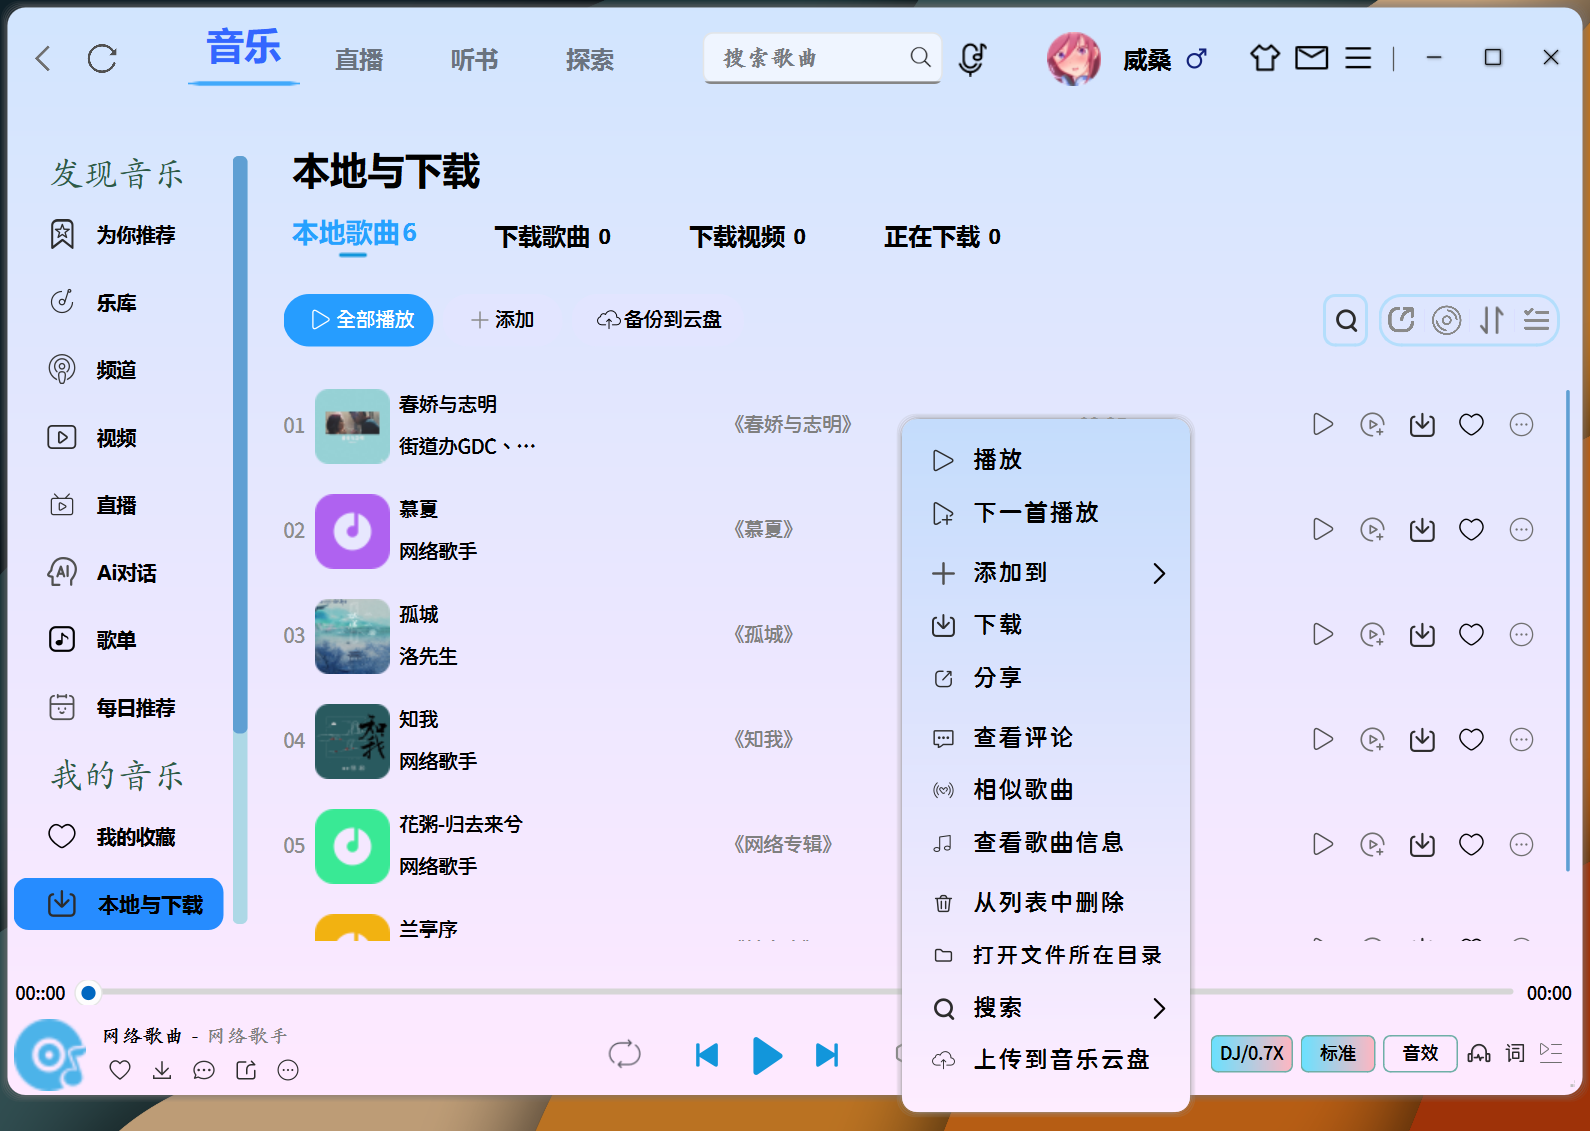 音乐
直播
听书
探索
搜索歌曲
威桑
发现音乐
为你推荐
乐库
频道
视频
直播
Ai对话
歌单
每日推荐
我的音乐
我的收藏
本地与下载
本地与下载
本地歌曲6
下载歌曲 0
下载视频 0
正在下载 0
全部播放
添加
备份到云盘
01
春娇与志明
街道办GDC、…
《春娇与志明》
02
慕夏
网络歌手
《慕夏》
03
孤城
洛先生
《孤城》
04
知我
网络歌手
《知我》
05
花粥-归去来兮
网络歌手
《网络专辑》
兰亭序
播放
下一首播放
添加到
下载
分享
查看评论
相似歌曲
查看歌曲信息
从列表中删除
打开文件所在目录
搜索
上传到音乐云盘
00::00
00:00
网络歌曲 - 网络歌手
DJ/0.7X
标准
音效
词